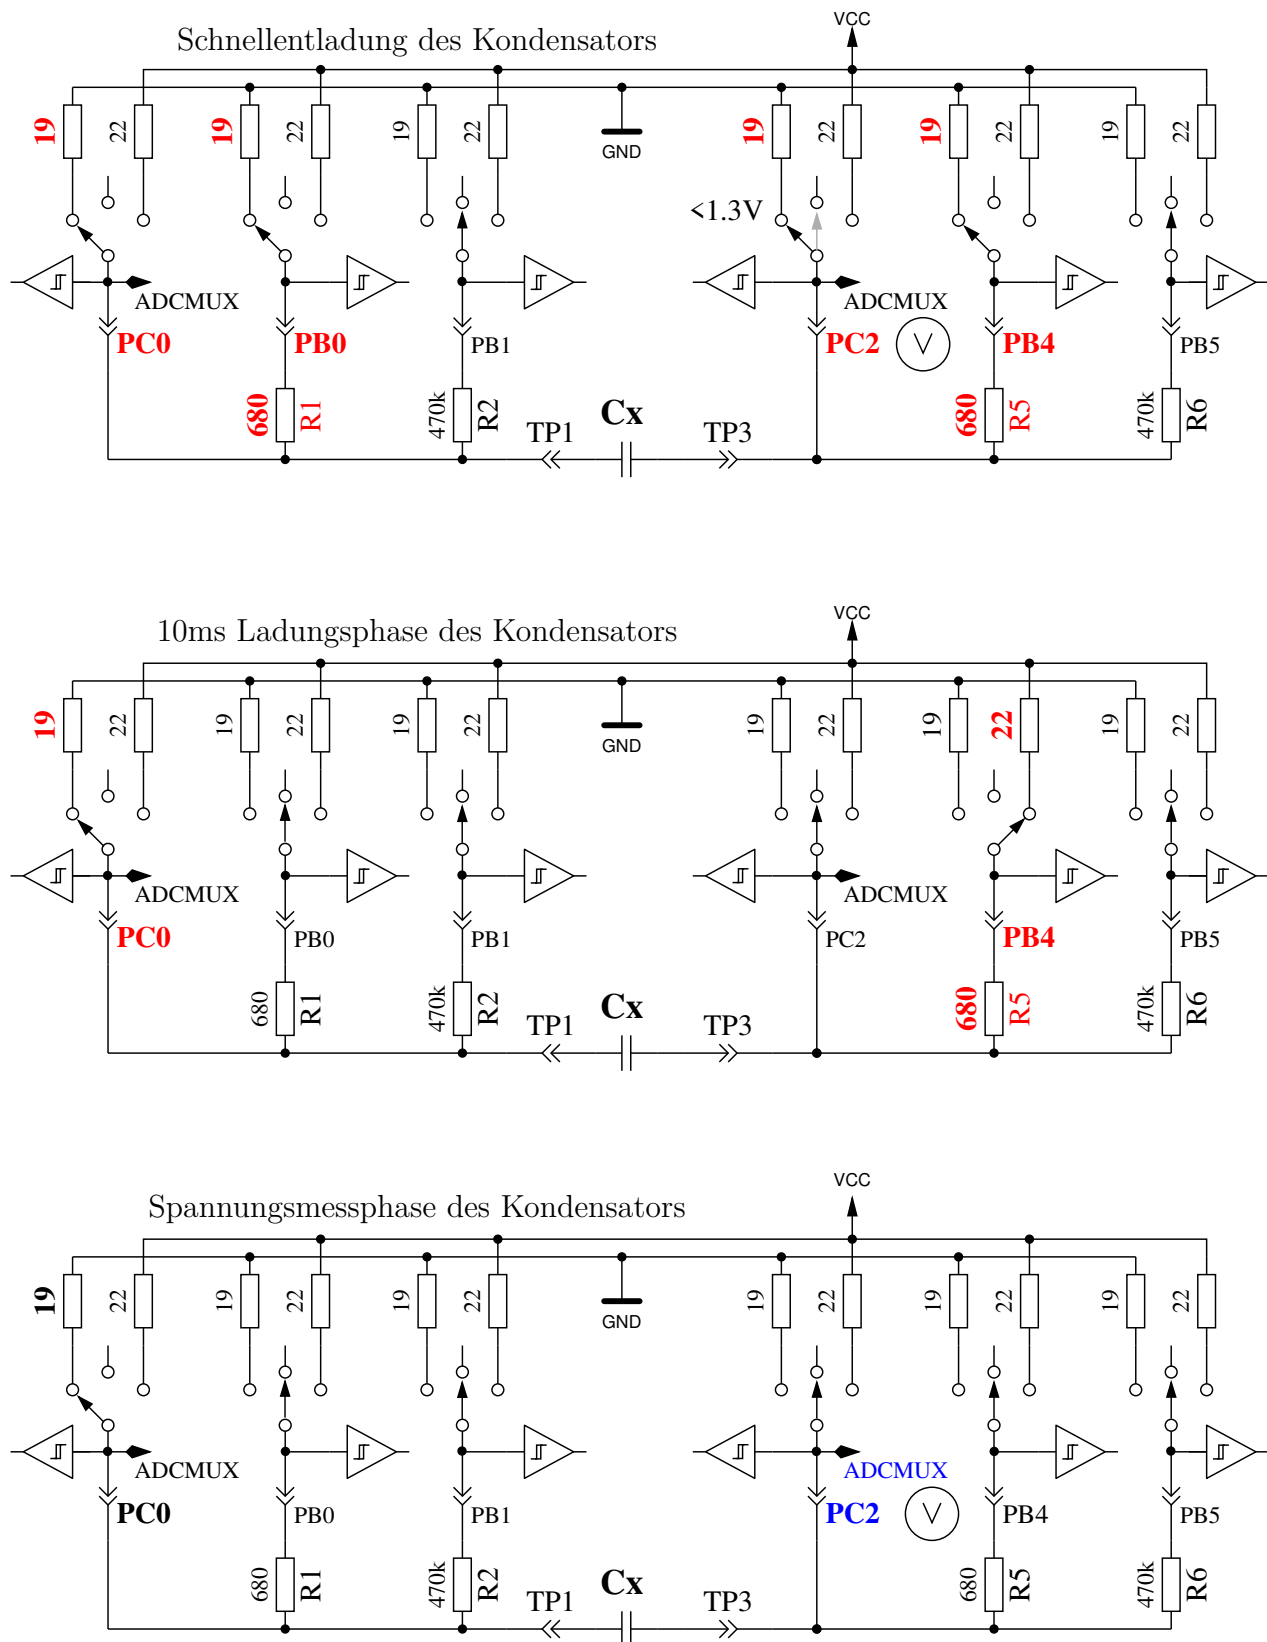 Schnellentladung des Kondensators
VCC
19 22 19 22 19 22 GND 19 22 19 22 19 22
<1.3V
ADCMUX ADCMUX
PC0 PB0 PB1 PC2 V PB4 PB5
680 R1 470k R2 TP1 Cx TP3 680 R5 470k R6
10ms Ladungsphase des Kondensators
VCC
19 22 19 22 19 22 GND 19 22 19 22 19 22
ADCMUX ADCMUX
PC0 PB0 PB1 PC2 PB4 PB5
680 R1 470k R2 TP1 Cx TP3 680 R5 470k R6
Spannungsmessphase des Kondensators
VCC
19 22 19 22 19 22 GND 19 22 19 22 19 22
ADCMUX ADCMUX
PC0 PB0 PB1 PC2 V PB4 PB5
680 R1 470k R2 TP1 Cx TP3 680 R5 470k R6